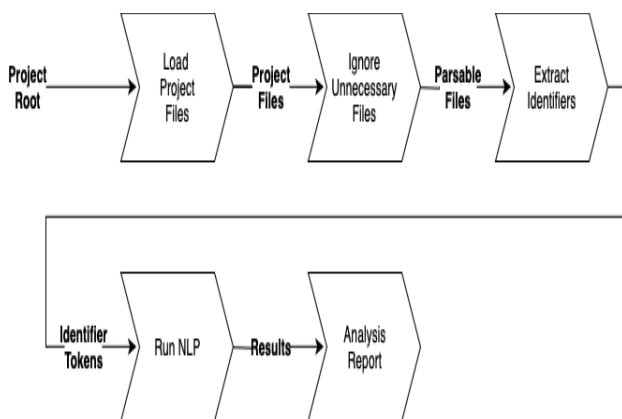 Project
Root
Load
Project
Files
Project
Files
Ignore
Unnecessary
Files
Parsable
Files
Extract
Identifiers
Identifier
Tokens
Run NLP
Results
Analysis
Report